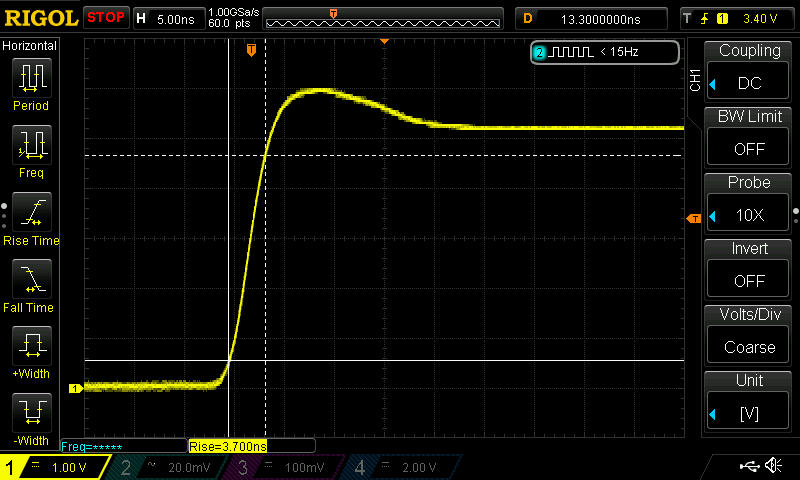 RIGOL STOP H 5.00ns 1.00GSa/s 60.0 pts T D 13.3000000ns T 1 3.40 V
Horizontal
Period
Freq
Rise Time
Fall Time
+Width
-Width
T
2 < 15Hz
1
T
Freq=*****
Rise=3.700ns
CH1
Coupling
DC
BW Limit
OFF
Probe
10X
Invert
OFF
Volts/Div
Coarse
Unit
[V]
1 = 1.00 V 2 ~ 20.0mV 3 = 100mV 4 = 2.00 V